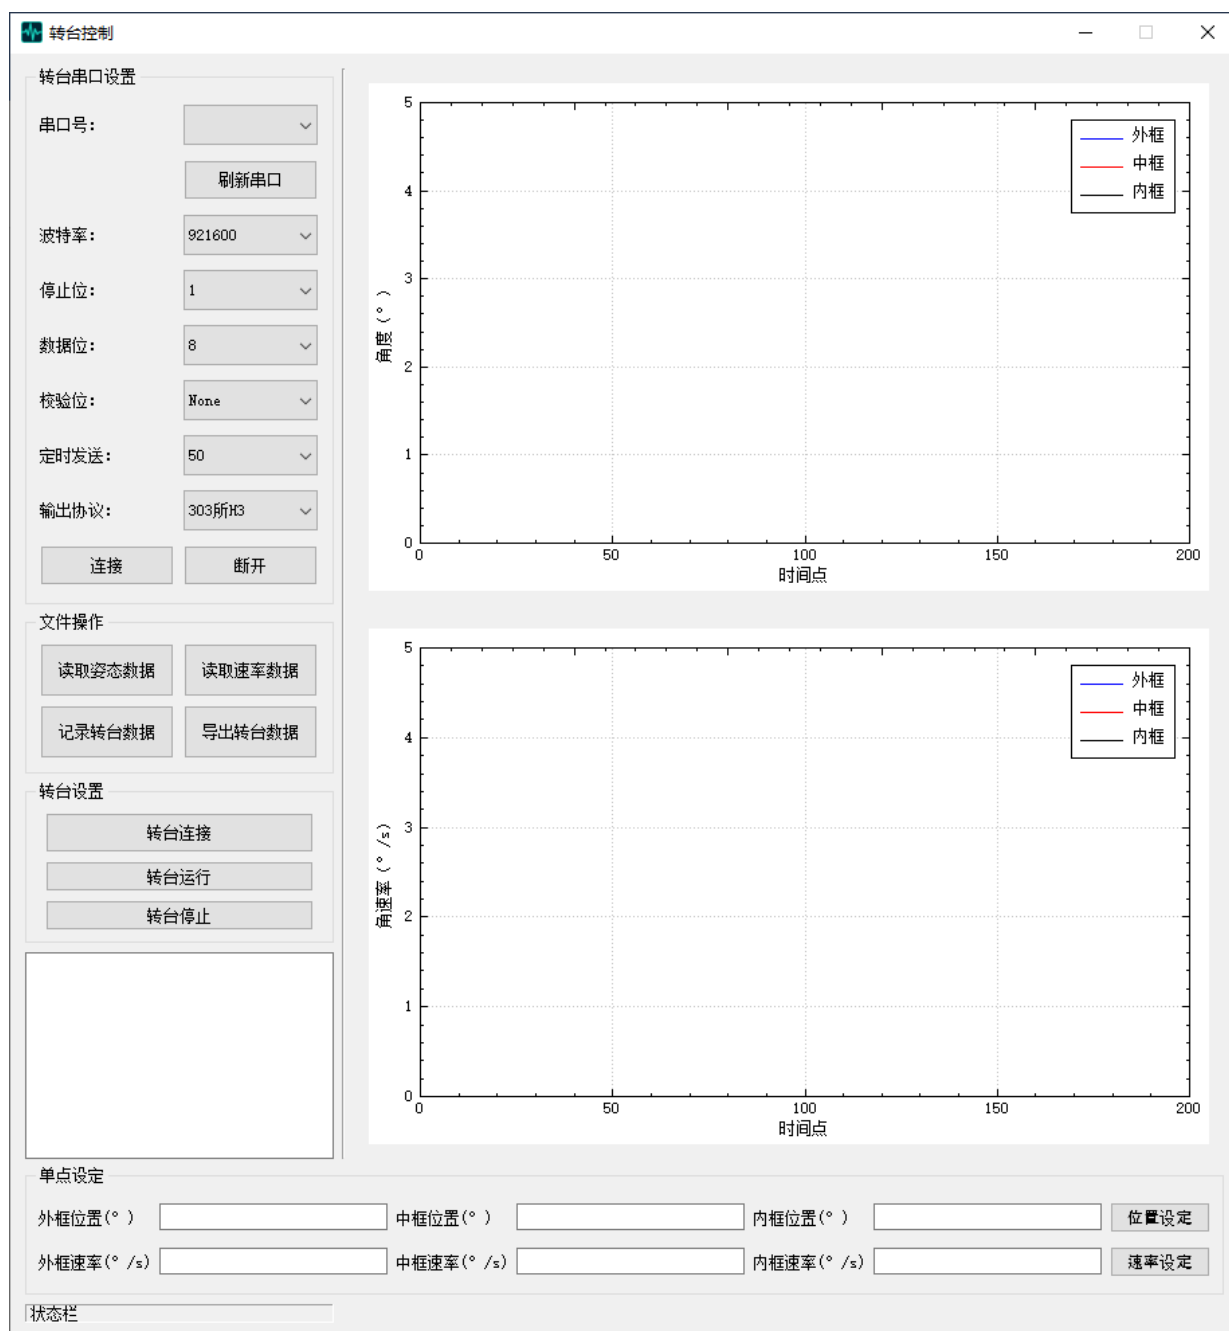 转台控制
转台串口设置
串口号:
刷新串口
波特率: 921600
停止位: 1
数据位: 8
校验位: None
定时发送: 50
输出协议: 303所H3
连接 断开
文件操作
读取姿态数据 读取速率数据
记录转台数据 导出转台数据
转台设置
转台连接
转台运行
转台停止
5
4
3
2
1
0
角度(°)
0 50 100 150 200
时间点
外框
中框
内框
5
4
3
2
1
0
角速率(°/s)
0 50 100 150 200
时间点
外框
中框
内框
单点设定
外框位置(°) 中框位置(°) 内框位置(°) 位置设定
外框速率(°/s) 中框速率(°/s) 内框速率(°/s) 速率设定
状态栏